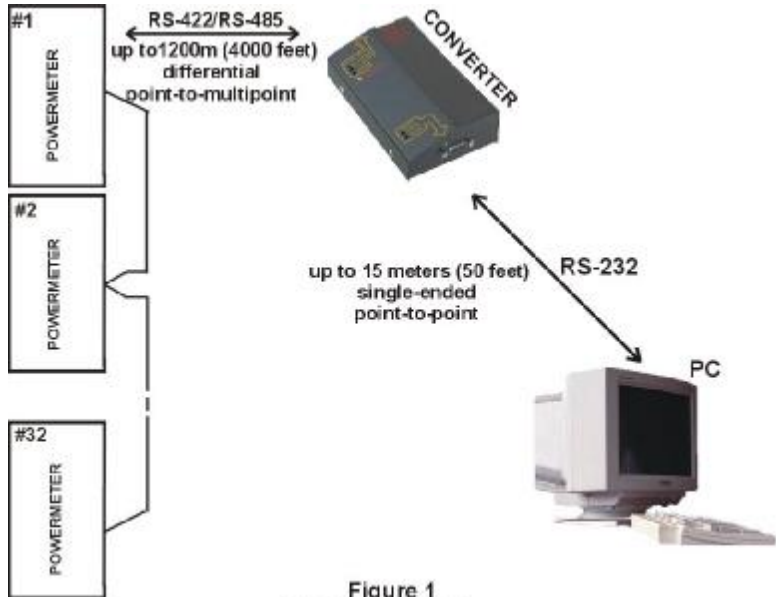 #1
POWERMETER
RS-422/RS-485
up to1200m (4000 feet)
differential
point-to-multipoint
CONVERTER
#2
POWERMETER
up to 15 meters (50 feet)
single-ended
point-to-point
RS-232
PC
#32
POWERMETER
Figure 1